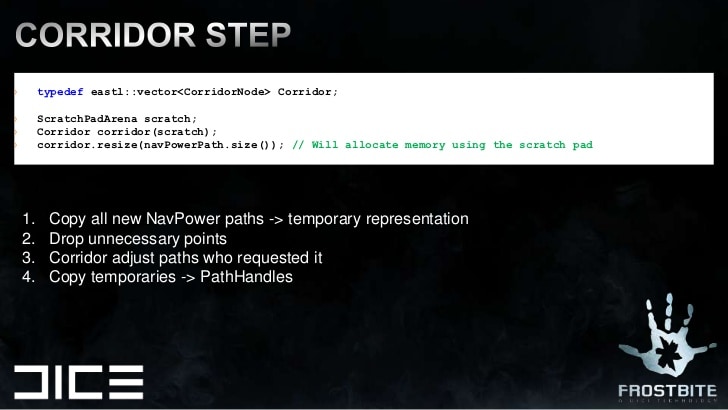 CORRIDOR STEP
typedef eastl::vector<CorridorNode> Corridor;
ScratchPadArena scratch;
Corridor corridor(scratch);
corridor.resize(navPowerPath.size()); // Will allocate memory using the scratch pad
1. Copy all new NavPower paths -> temporary representation
2. Drop unnecessary points
3. Corridor adjust paths who requested it
4. Copy temporaries -> PathHandles
DICE
FROSTBITE
A DICE TECHNOLOGY